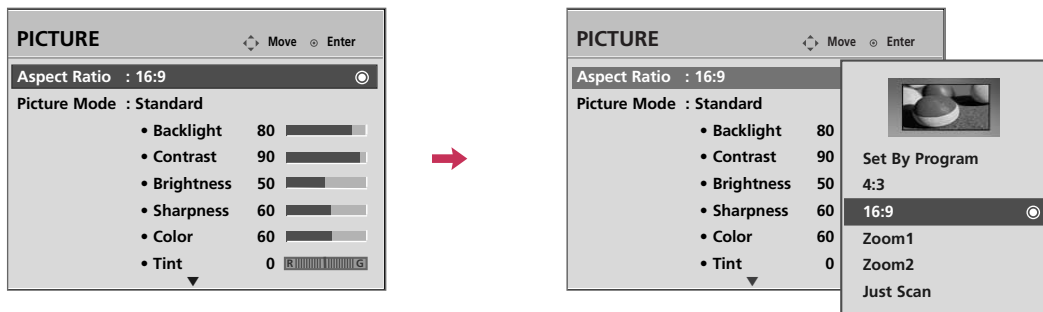 PICTURE Move Enter
Aspect Ratio : 16:9
Picture Mode : Standard
• Backlight 80
• Contrast 90
• Brightness 50
• Sharpness 60
• Color 60
• Tint 0 R G
PICTURE Move Enter
Aspect Ratio : 16:9
Picture Mode : Standard
• Backlight 80
• Contrast 90
• Brightness 50
• Sharpness 60
• Color 60
• Tint 0
Set By Program
4:3
16:9
Zoom1
Zoom2
Just Scan